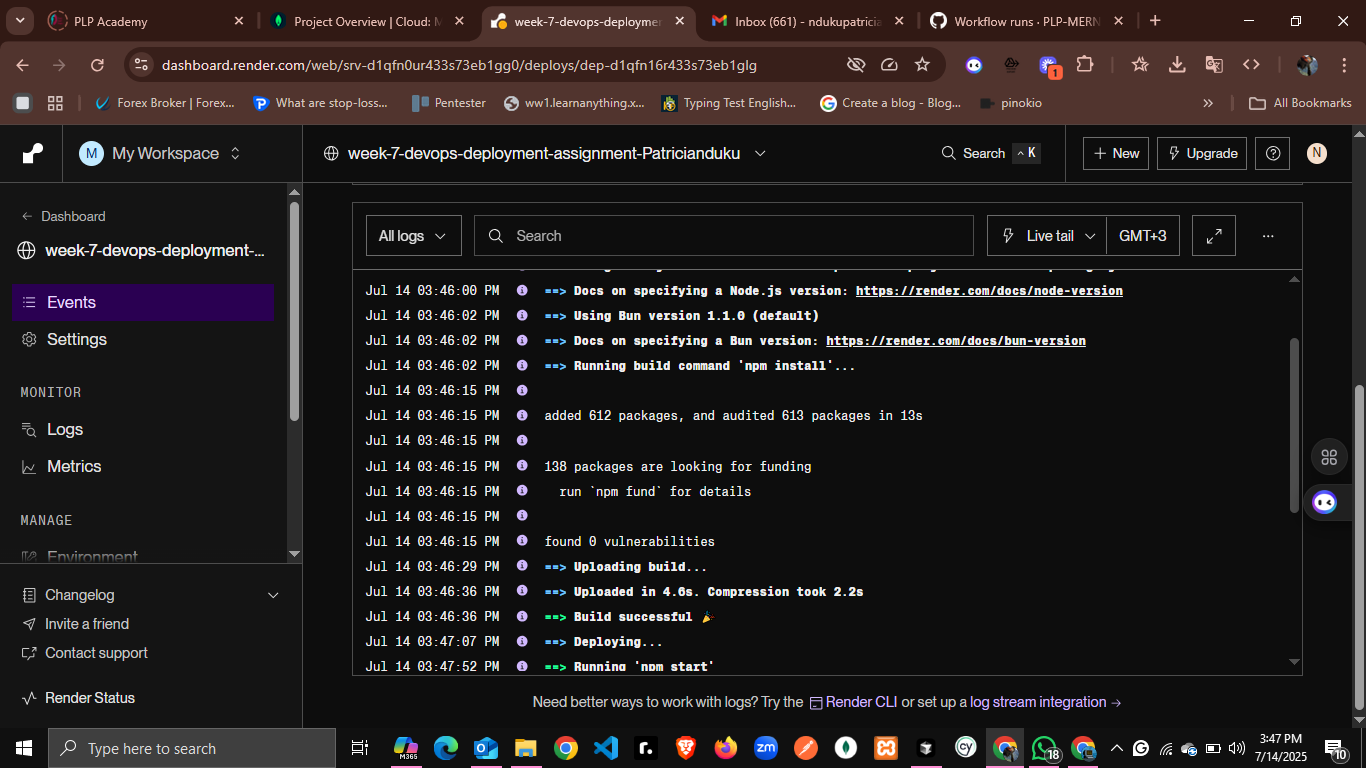 PLP Academy
Project Overview | Cloud: M
week-7-devops-deployment
Inbox (661) - ndukupatricia
Workflow runs · PLP-MERN
dashboard.render.com/web/srv-d1qfn0ur433s73eb1gg0/deploys/dep-d1qfn16r433s73eb1glg
1
Forex Broker | Forex...
What are stop-loss...
Pentester
ww1.learnanything.x...
Typing Test English...
Create a blog - Blog...
pinokio
All Bookmarks
M
My Workspace
week-7-devops-deployment-assignment-Patricianduku
Search
K
New
Upgrade
N
Dashboard
week-7-devops-deployment-...
Events
Settings
MONITOR
Logs
Metrics
MANAGE
Environment
Changelog
Invite a friend
Contact support
Render Status
All logs
Search
Live tail
GMT+3
Jul 14 03:46:00 PM ==> Docs on specifying a Node.js version: https://render.com/docs/node-version
Jul 14 03:46:02 PM ==> Using Bun version 1.1.0 (default)
Jul 14 03:46:02 PM ==> Docs on specifying a Bun version: https://render.com/docs/bun-version
Jul 14 03:46:02 PM ==> Running build command 'npm install'...
Jul 14 03:46:15 PM
Jul 14 03:46:15 PM added 612 packages, and audited 613 packages in 13s
Jul 14 03:46:15 PM
Jul 14 03:46:15 PM 138 packages are looking for funding
Jul 14 03:46:15 PM run `npm fund` for details
Jul 14 03:46:15 PM
Jul 14 03:46:15 PM found 0 vulnerabilities
Jul 14 03:46:29 PM ==> Uploading build...
Jul 14 03:46:36 PM ==> Uploaded in 4.6s. Compression took 2.2s
Jul 14 03:46:36 PM ==> Build successful 🎉
Jul 14 03:47:07 PM ==> Deploying...
Jul 14 03:47:52 PM ==> Running 'npm start'
Need better ways to work with logs? Try the Render CLI or set up a log stream integration →
Type here to search
M365
zm
r.
cy
18
3:47 PM
7/14/2025
10